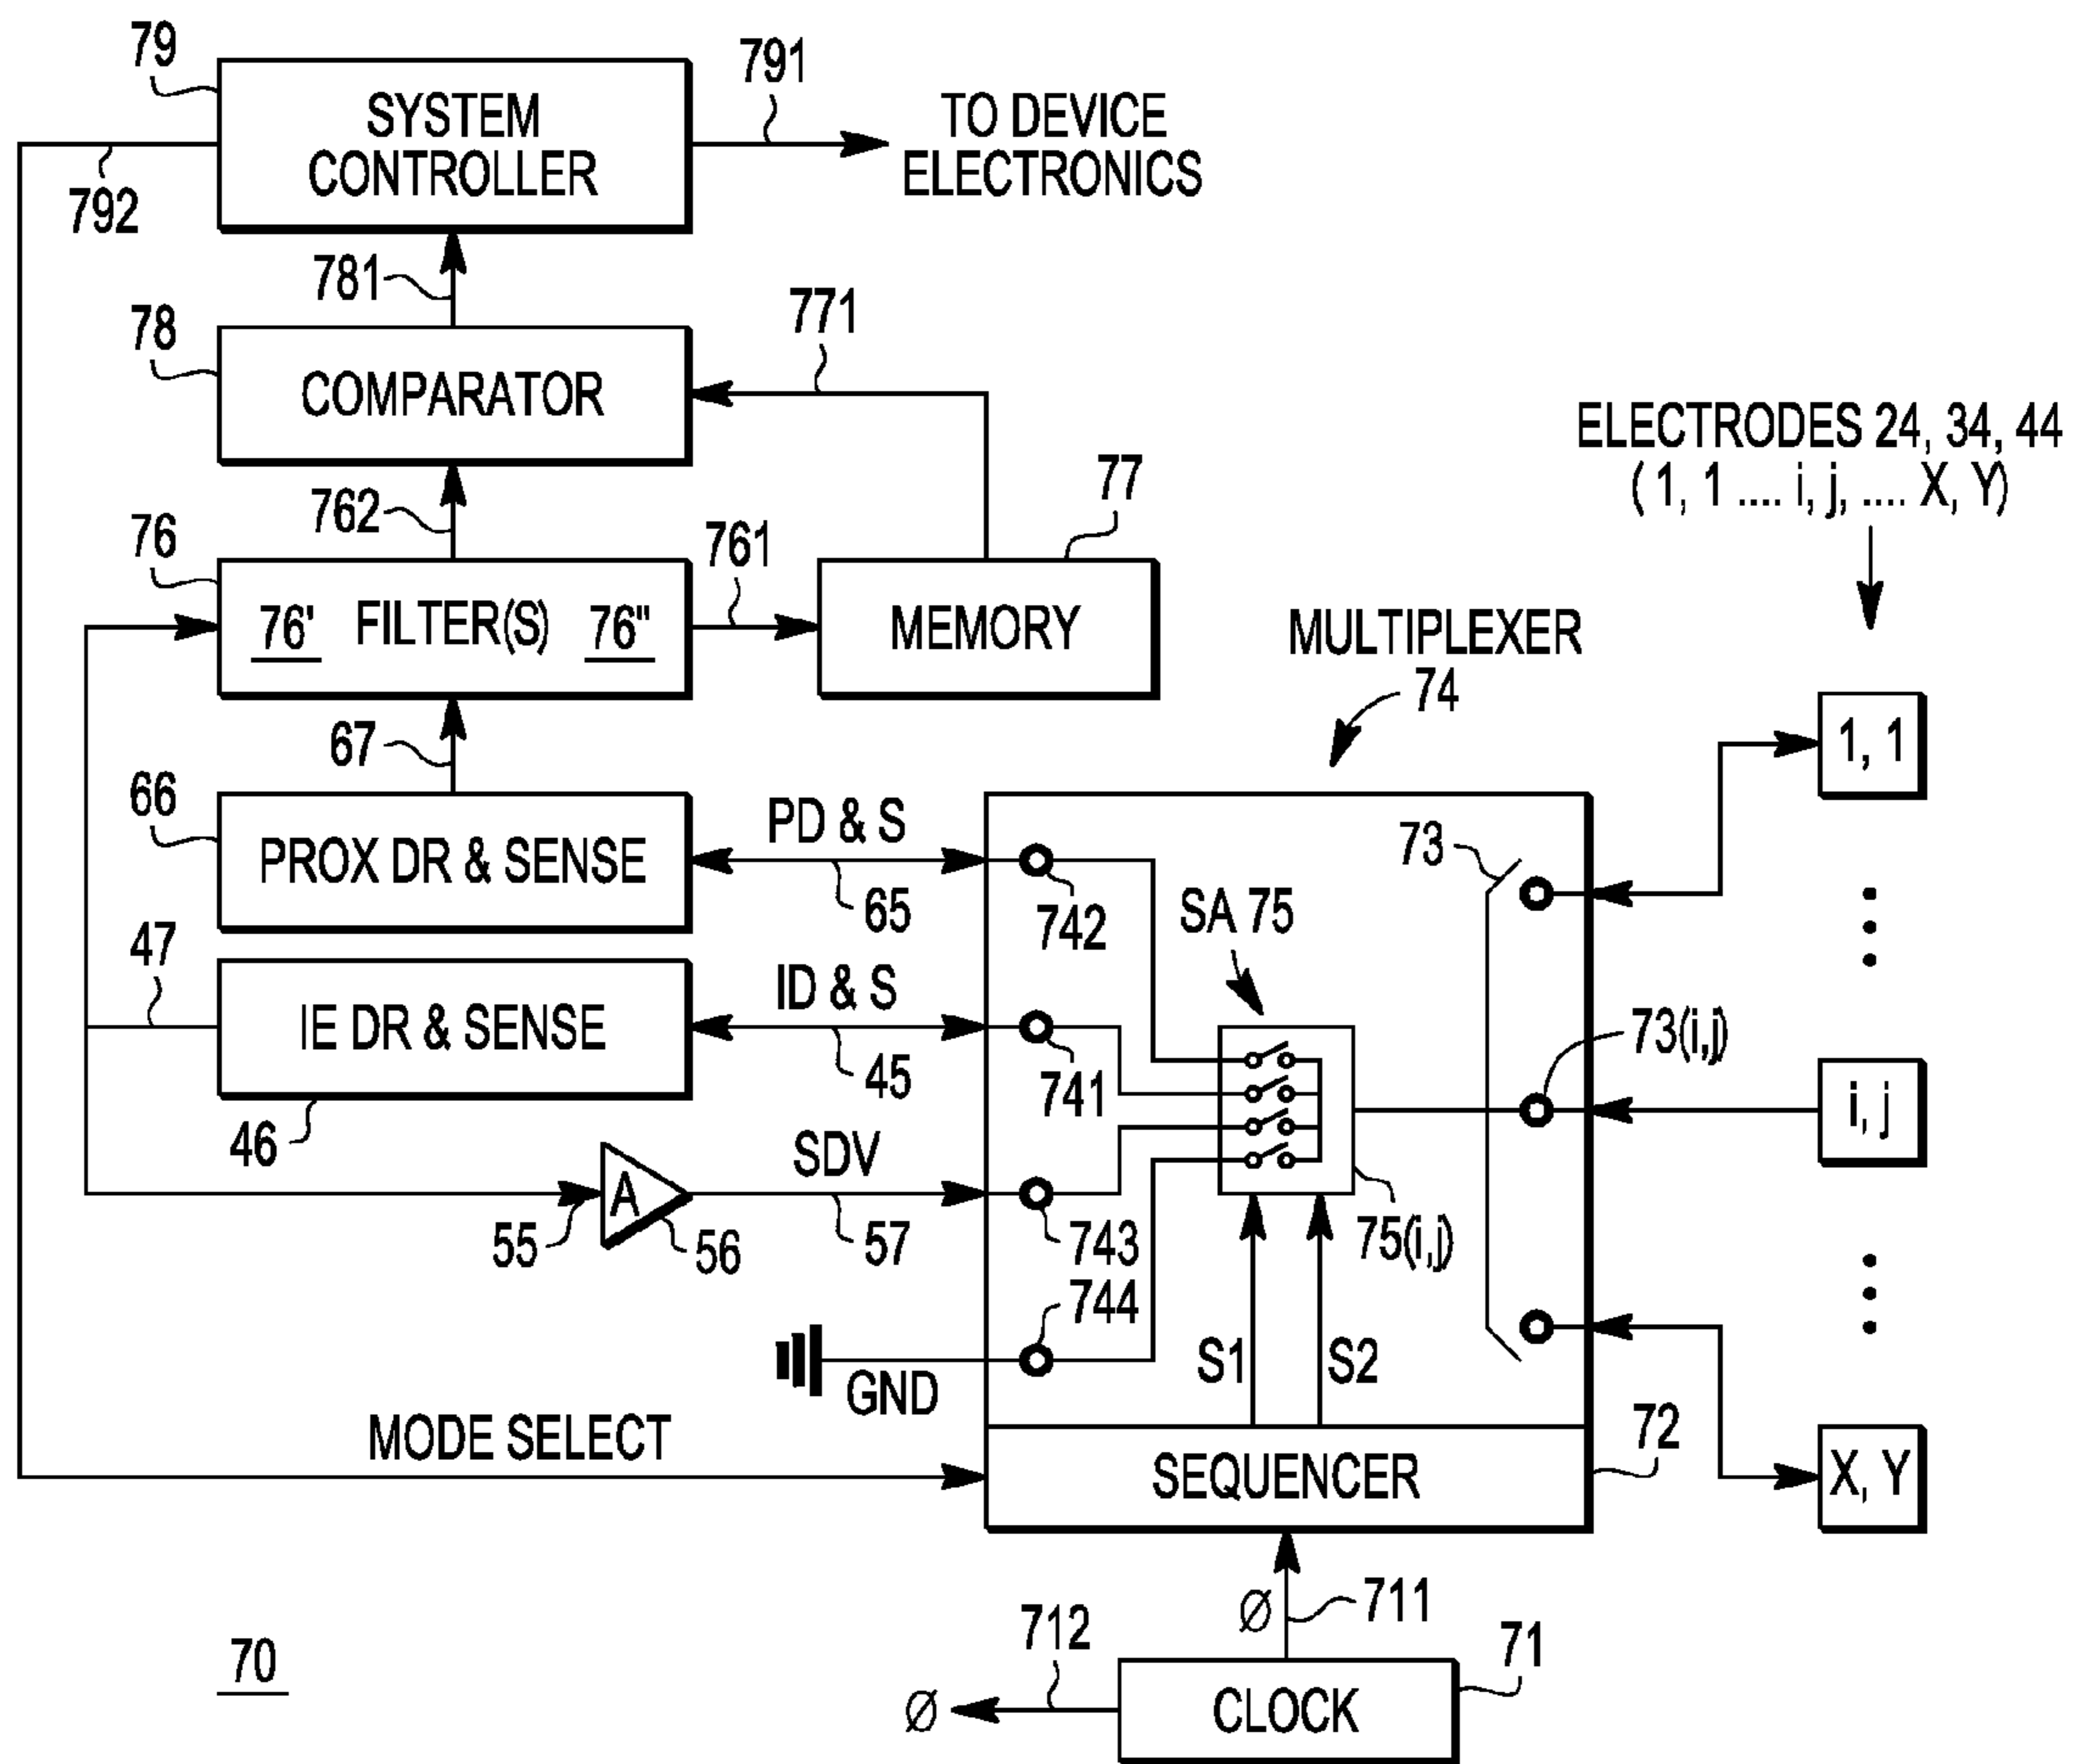 79
SYSTEM
CONTROLLER
791
TO DEVICE
ELECTRONICS
792
781
78
COMPARATOR
771
ELECTRODES 24, 34, 44
( 1, 1 .... i, j, .... X, Y)
762
77
76
76' FILTER(S) 76"
761
MEMORY
MULTIPLEXER
74
67
1, 1
66
PROX DR & SENSE
PD & S
65
742
73
SA 75
47
IE DR & SENSE
ID & S
45
741
73(i,j)
i, j
46
SDV
A
55
56
57
743
75(i,j)
744
GND
S1
S2
MODE SELECT
72
SEQUENCER
X, Y
Ø
711
712
71
70
Ø
CLOCK